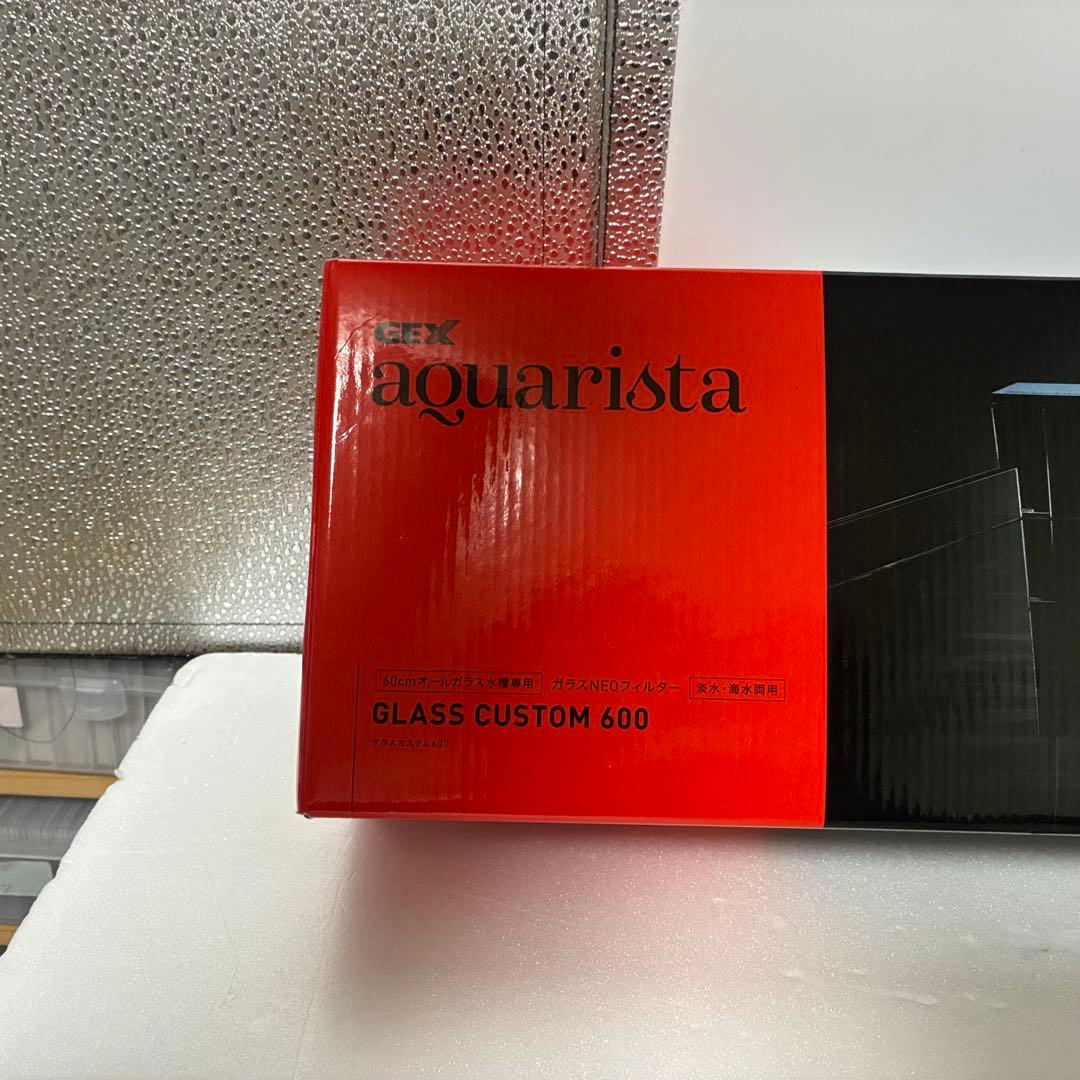 GEX
aquarista
60cmオールガラス水槽専用 ガラスNEOフィルター 淡水・海水両用
GLASS CUSTOM 600
グラスカスタム600